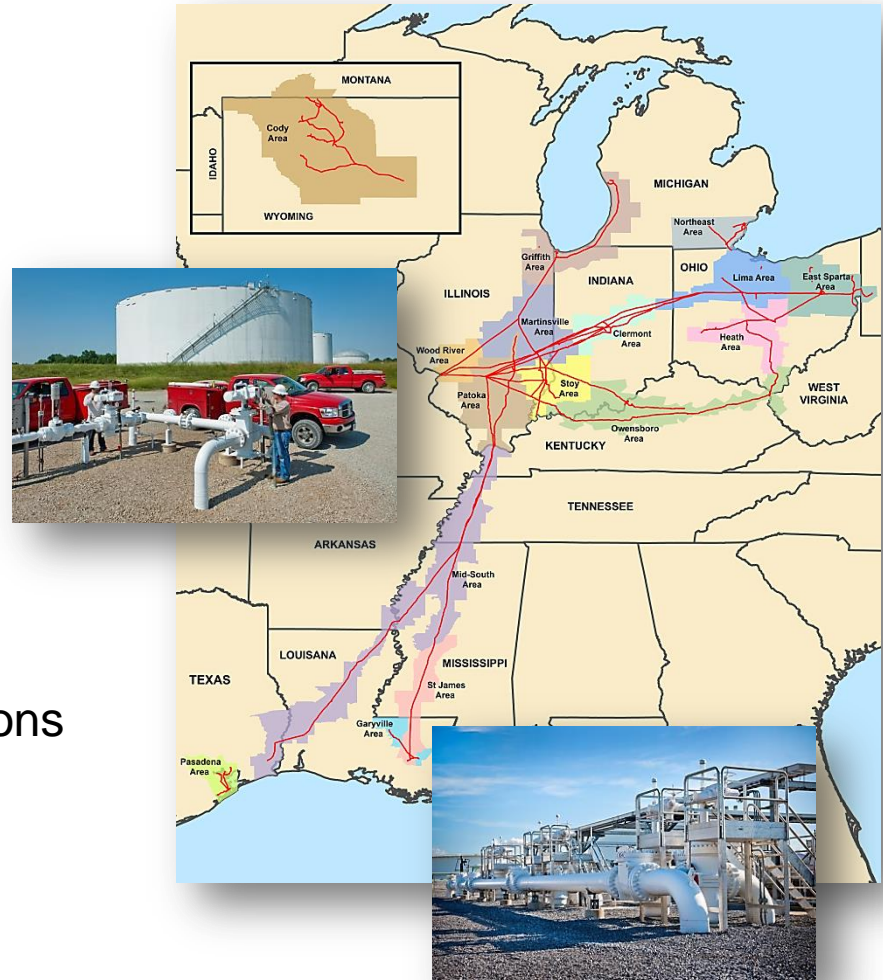 MONTANA
Cody
Area
IDAHO
WYOMING
MICHIGAN
Northeast
Area
Griffith
Area
OHIO
Lima Area
East Sparta
Area
ILLINOIS
INDIANA
Martinsville
Area
Clermont
Area
Heath
Area
Wood River
Area
Stoy
Area
Patoka
Area
WEST
VIRGINIA
Owensboro
Area
KENTUCKY
TENNESSEE
ARKANSAS
Mid-South
Area
LOUISANA
MISSISSIPPI
TEXAS
St James
Area
ons
Garyville
Area
Pasadena
Area